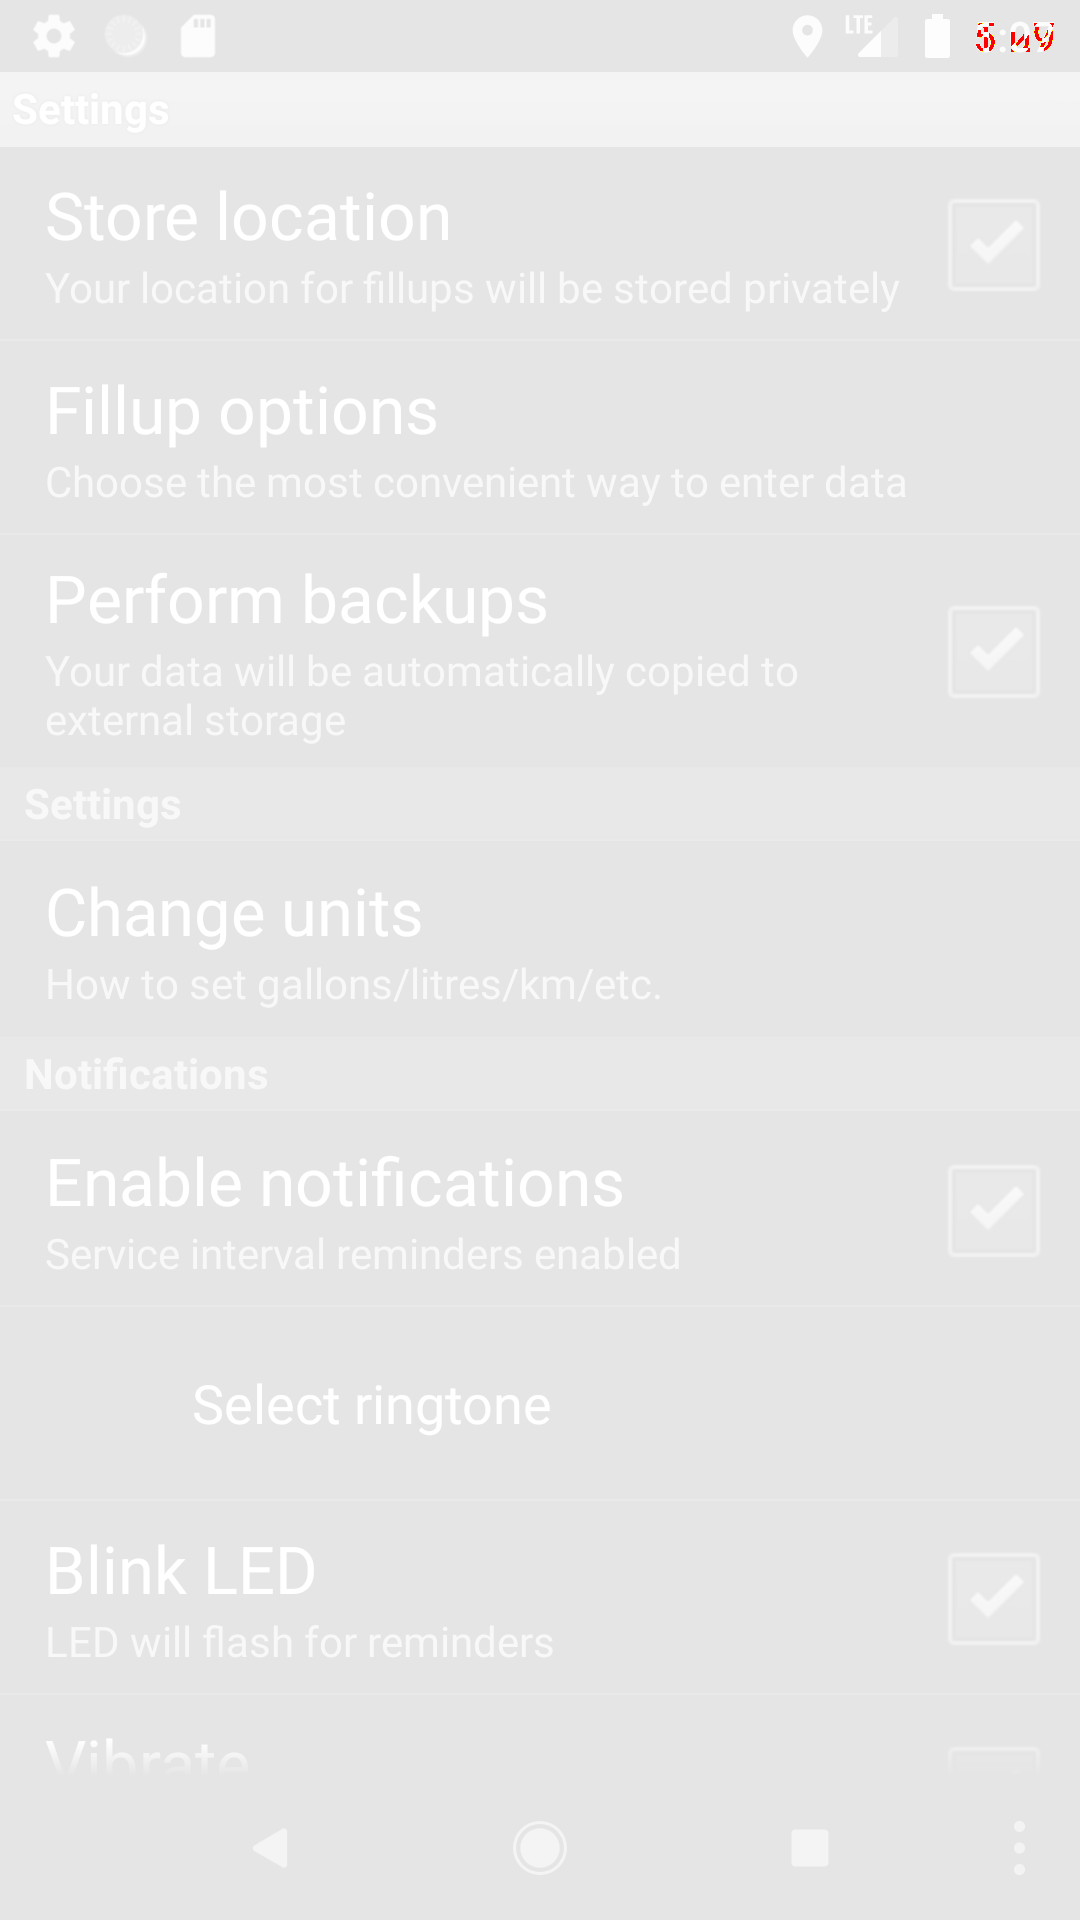 LTE
Settings
Store location
Your location for fillups will be stored privately
Fillup options
Choose the most convenient way to enter data
Perform backups
Your data will be automatically copied to
external storage
Settings
Change units
How to set gallons/litres/km/etc.
Notifications
Enable notifications
Service interval reminders enabled
Select ringtone
Blink LED
LED will flash for reminders
Vibrate